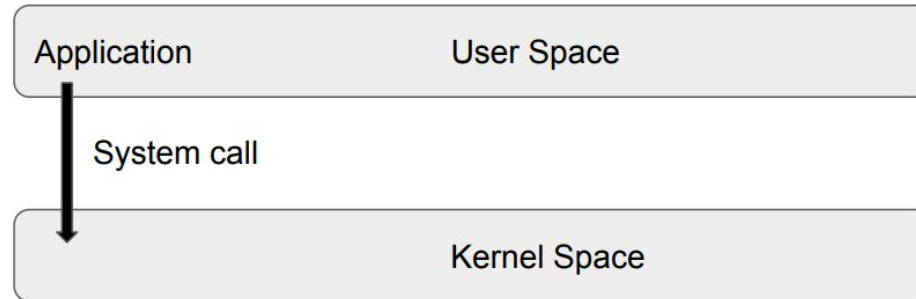 Application User Space
System call
Kernel Space